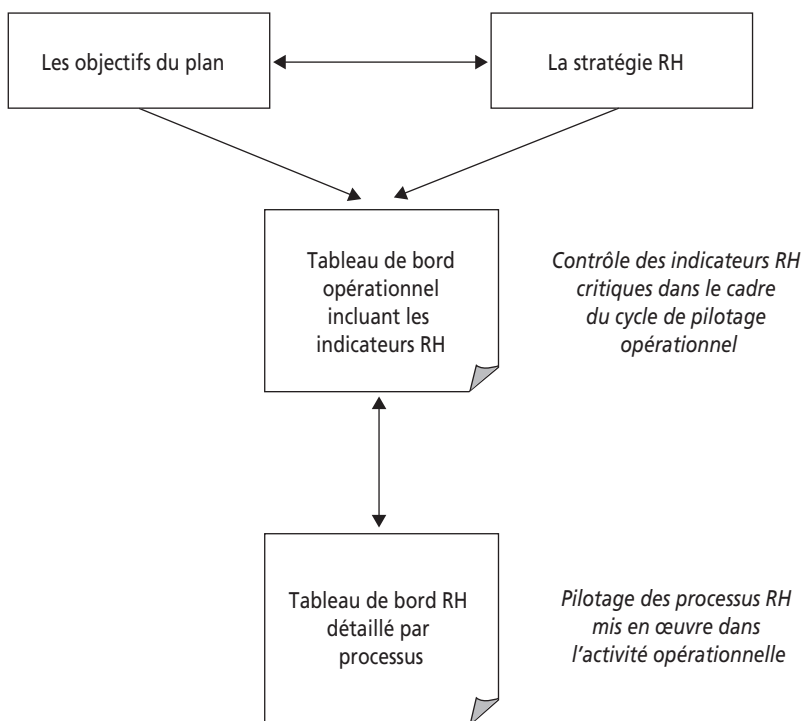 Les objectifs du plan
La stratégie RH
Tableau de bord
opérationnel
incluant les
indicateurs RH
Contrôle des indicateurs RH
critiques dans le cadre
du cycle de pilotage
opérationnel
Tableau de bord RH
détaillé par
processus
Pilotage des processus RH
mis en œuvre dans
l'activité opérationnelle